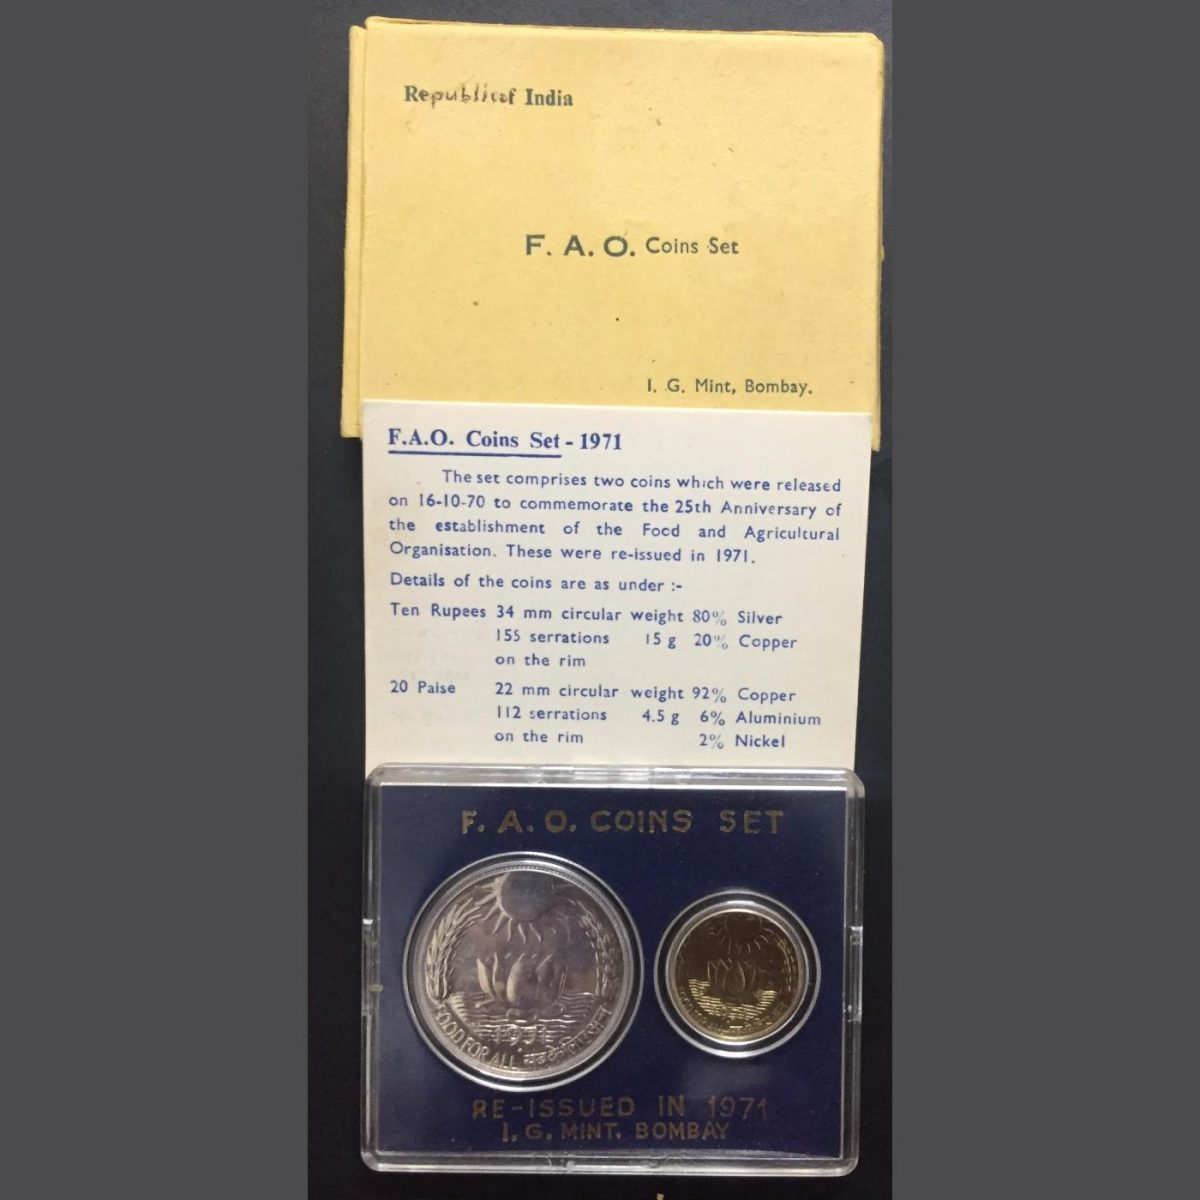 Republic of India
F. A. O. Coins Set
I. G. Mint, Bombay.
F.A.O. Coins Set - 1971
The set comprises two coins which were released
on 16-10-70 to commemorate the 25th Anniversary of
the establishment of the Food and Agricultural
Organisation. These were re-issued in 1971.
Details of the coins are as under :-
Ten Rupees 34 mm circular weight 80% Silver
155 serrations 15 g 20% Copper
on the rim
20 Paise 22 mm circular weight 92% Copper
112 serrations 4.5 g 6% Aluminium
on the rim 2% Nickel
F. A. O. COINS SET
1971
FOOD FOR ALL सब के लिए अन्न
RE-ISSUED IN 1971
I. G. MINT. BOMBAY